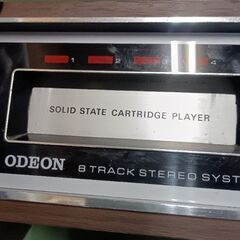 1 2 3 4
SOLID STATE CARTRIDGE PLAYER
ODEON 8 TRACK STEREO SYST